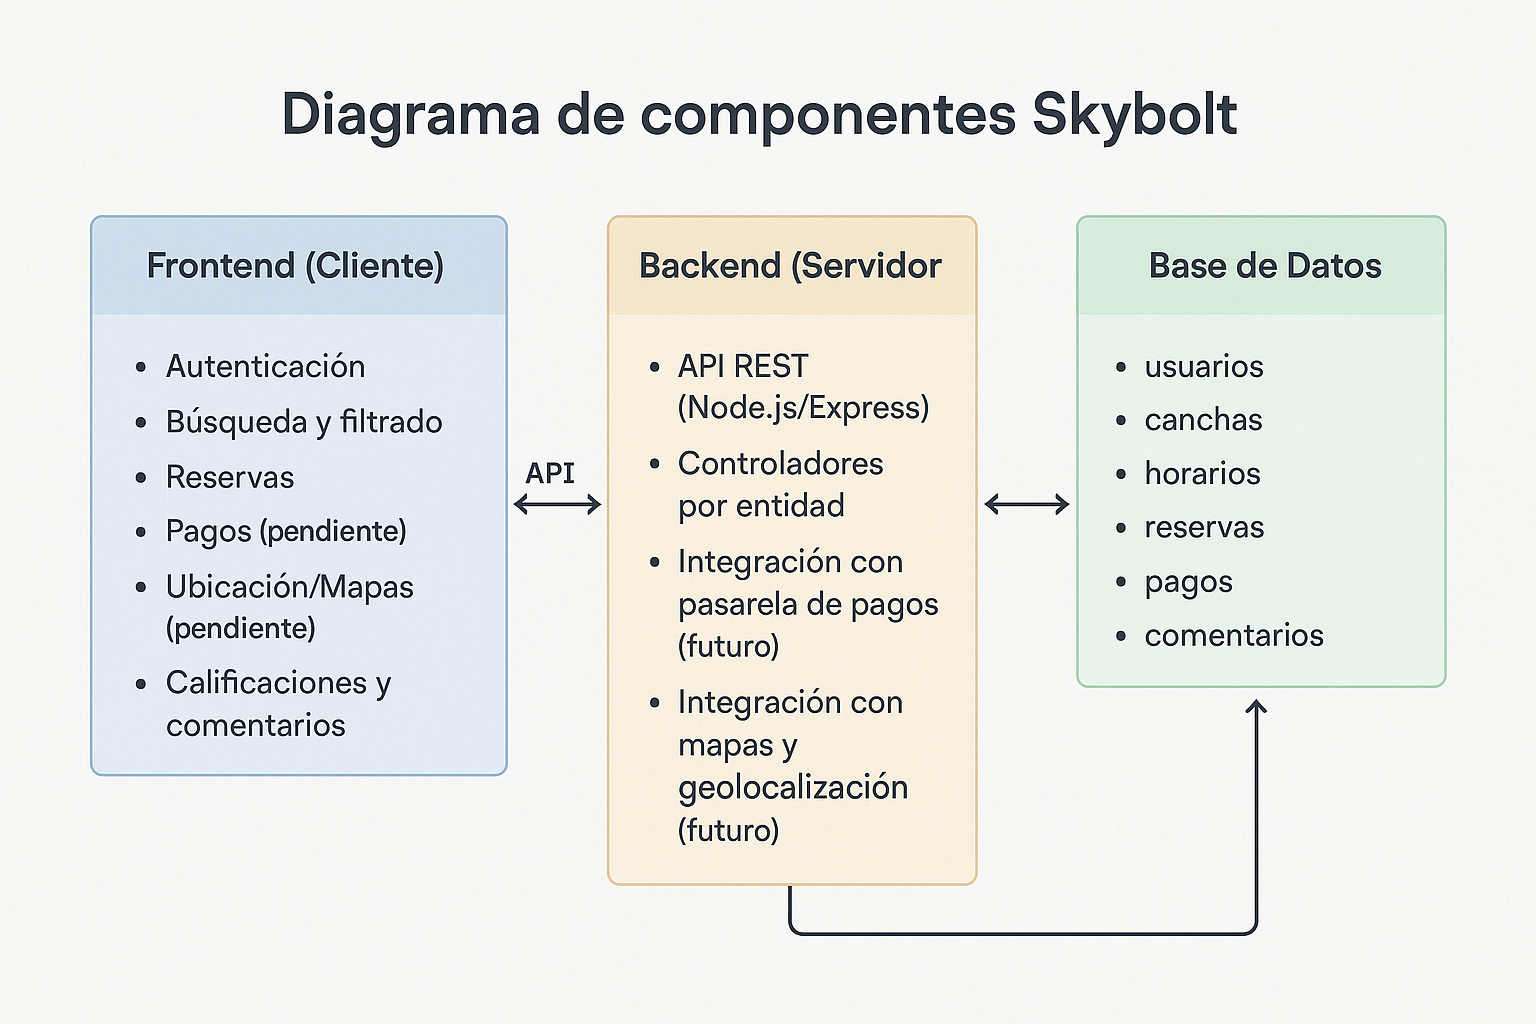 Diagrama de componentes Skybolt
Frontend (Cliente)
• Autenticación
• Búsqueda y filtrado
• Reservas
• Pagos (pendiente)
• Ubicación/Mapas
(pendiente)
• Calificaciones y
comentarios
API
Backend (Servidor
• API REST
(Node.js/Express)
• Controladores
por entidad
• Integración con
pasarela de pagos
(futuro)
• Integración con
mapas y
geolocalización
(futuro)
Base de Datos
• usuarios
• canchas
• horarios
• reservas
• pagos
• comentarios